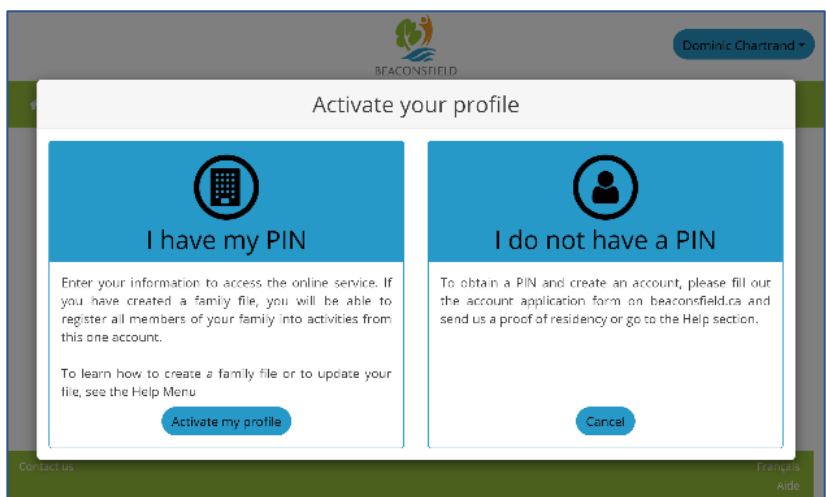 BEACONSFIELD
Dominic Chartrand
Activate your profile
I have my PIN
Enter your information to access the online service. If
you have created a family file, you will be able to
register all members of your family into activities from
this one account.
To learn how to create a family file or to update your
file, see the Help Menu
Activate my profile
I do not have a PIN
To obtain a PIN and create an account, please fill out
the account application form on beaconsfield.ca and
send us a proof of residency or go to the Help section.
Cancel
Contact us
Français
Aide